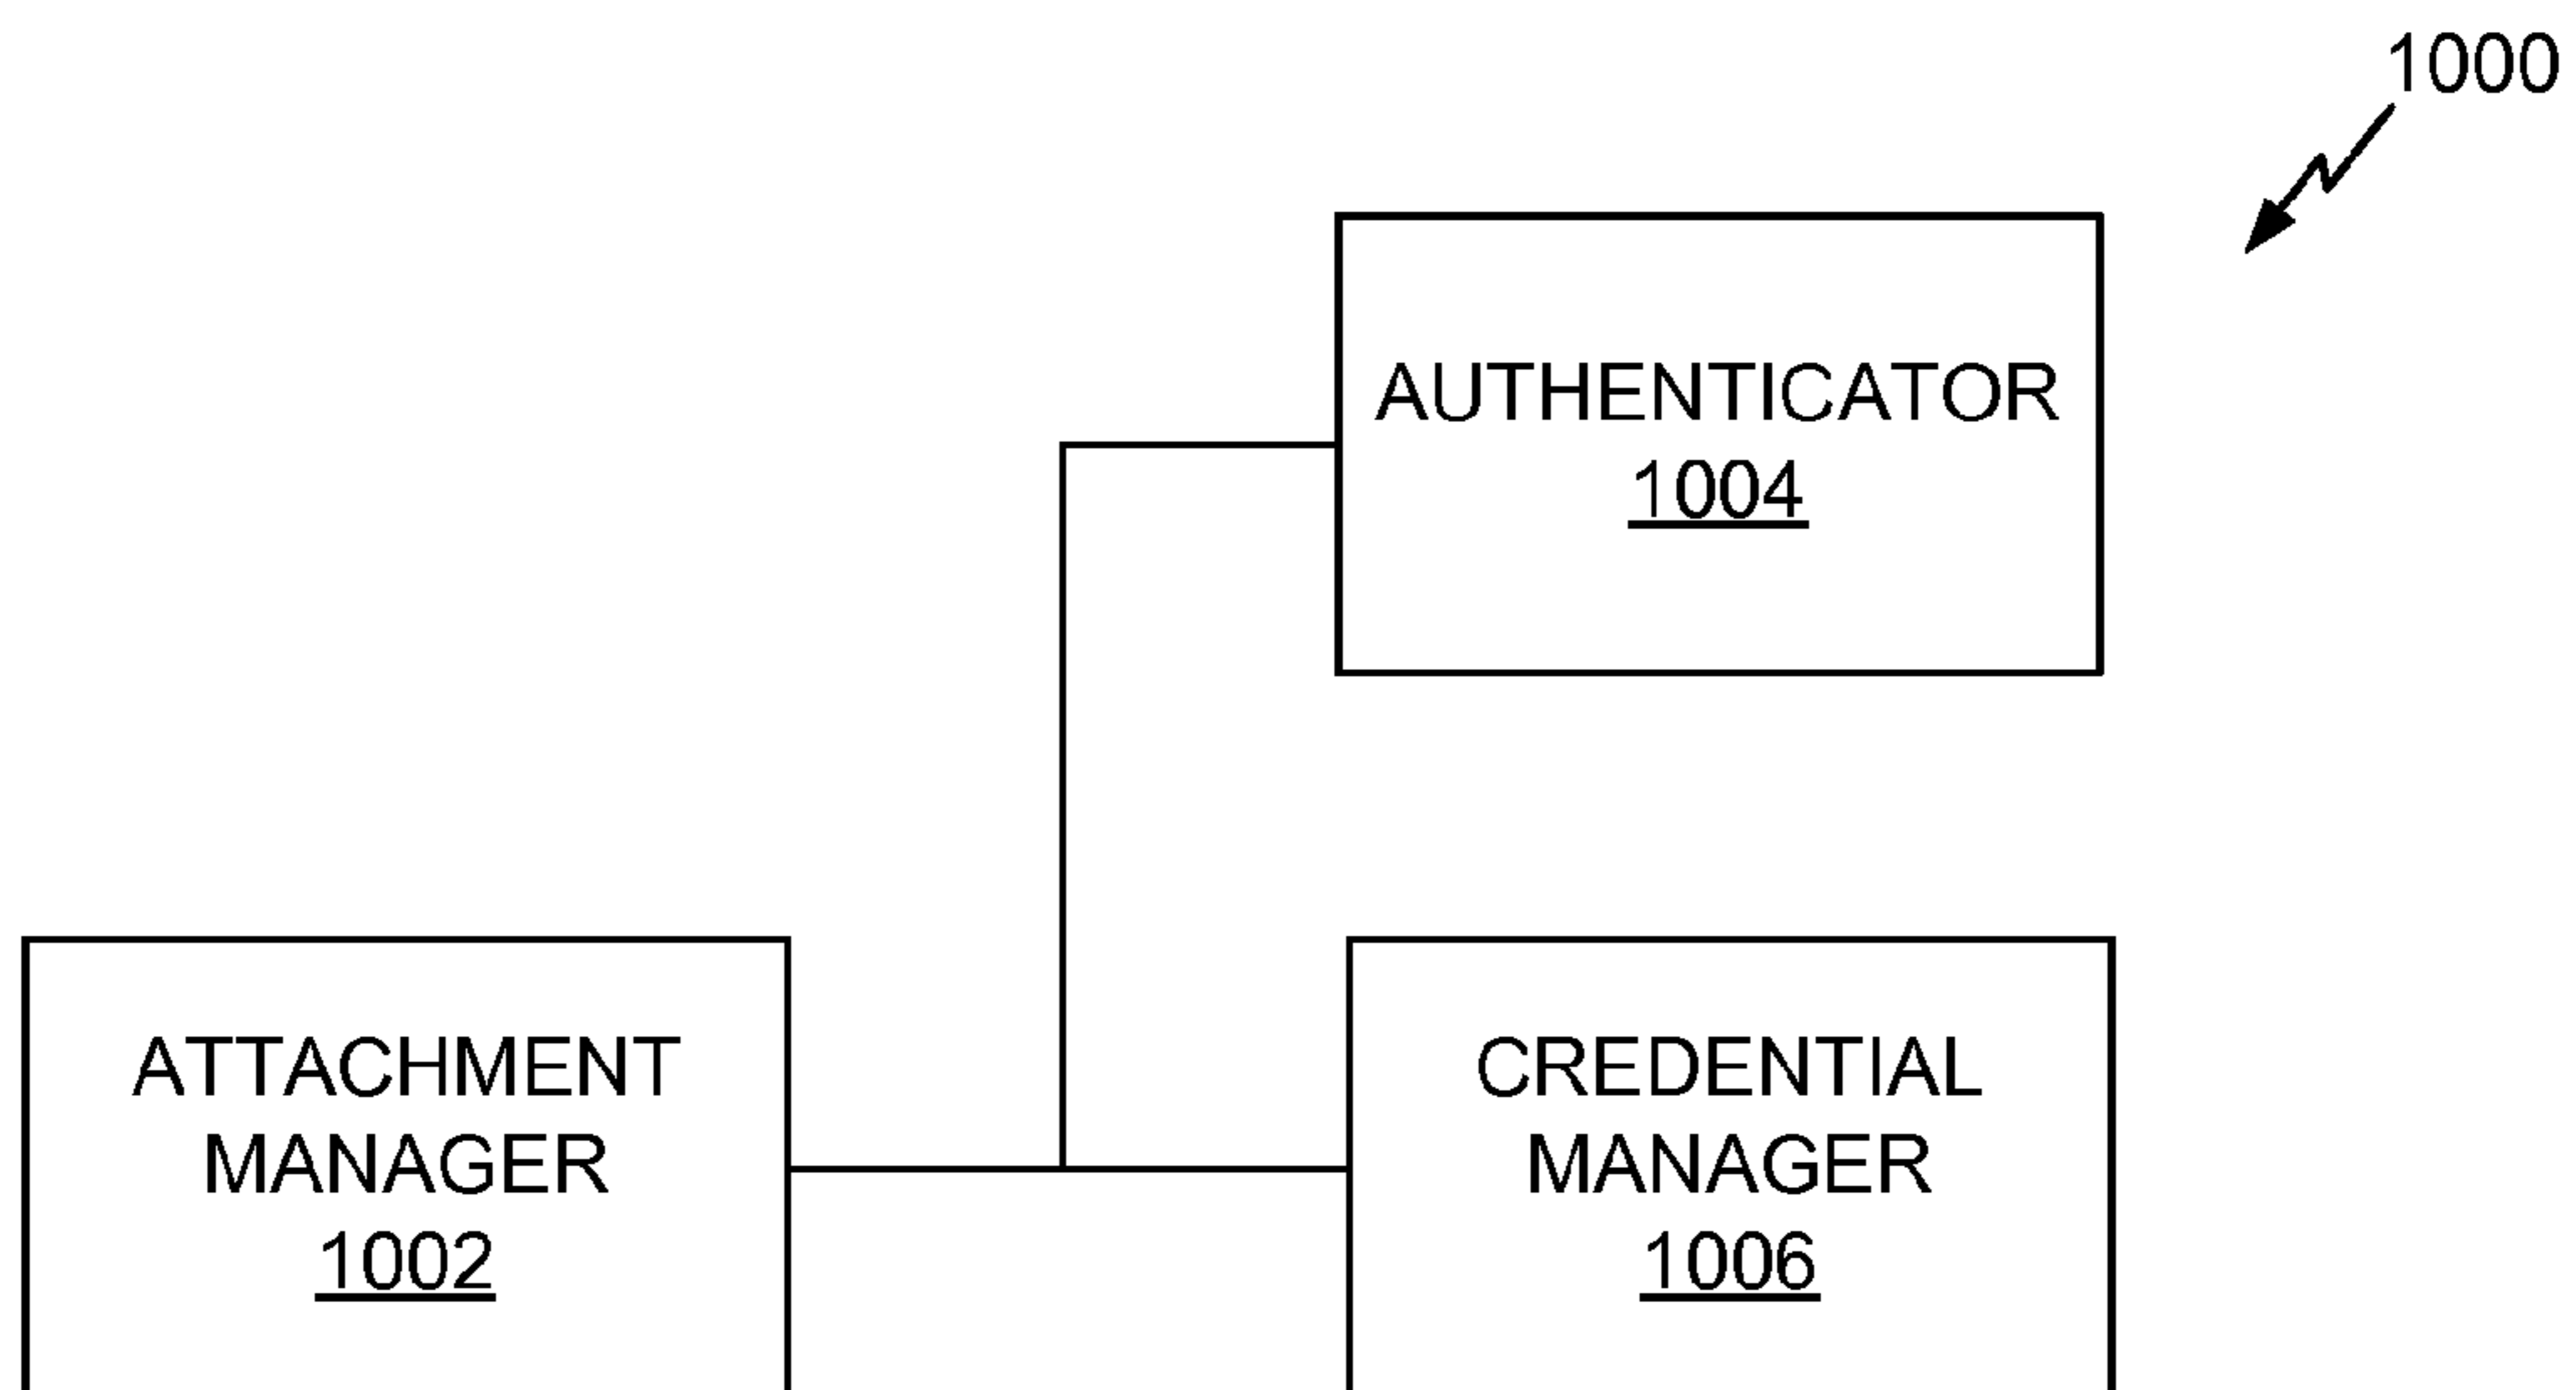 1000
AUTHENTICATOR
1004
ATTACHMENT
MANAGER
1002
CREDENTIAL
MANAGER
1006